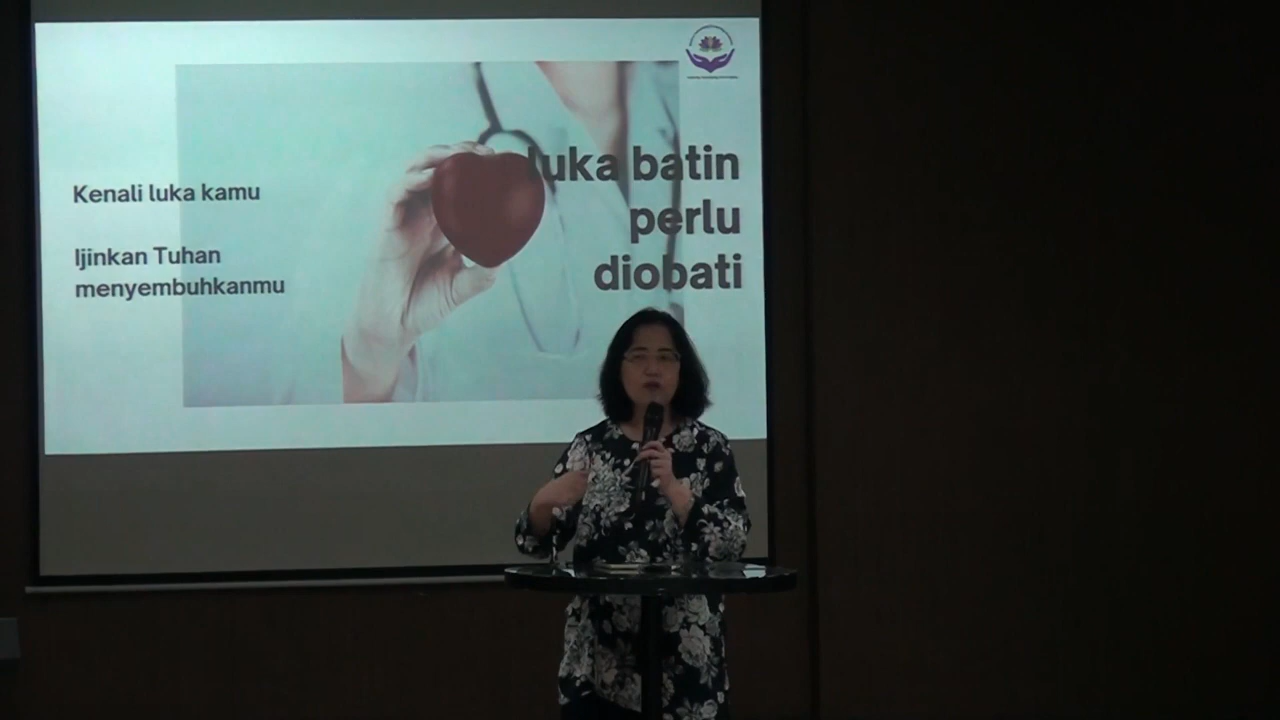 Kenali luka kamu
Ijinkan Tuhan
menyembuhkanmu
luka batin
perlu
diobati